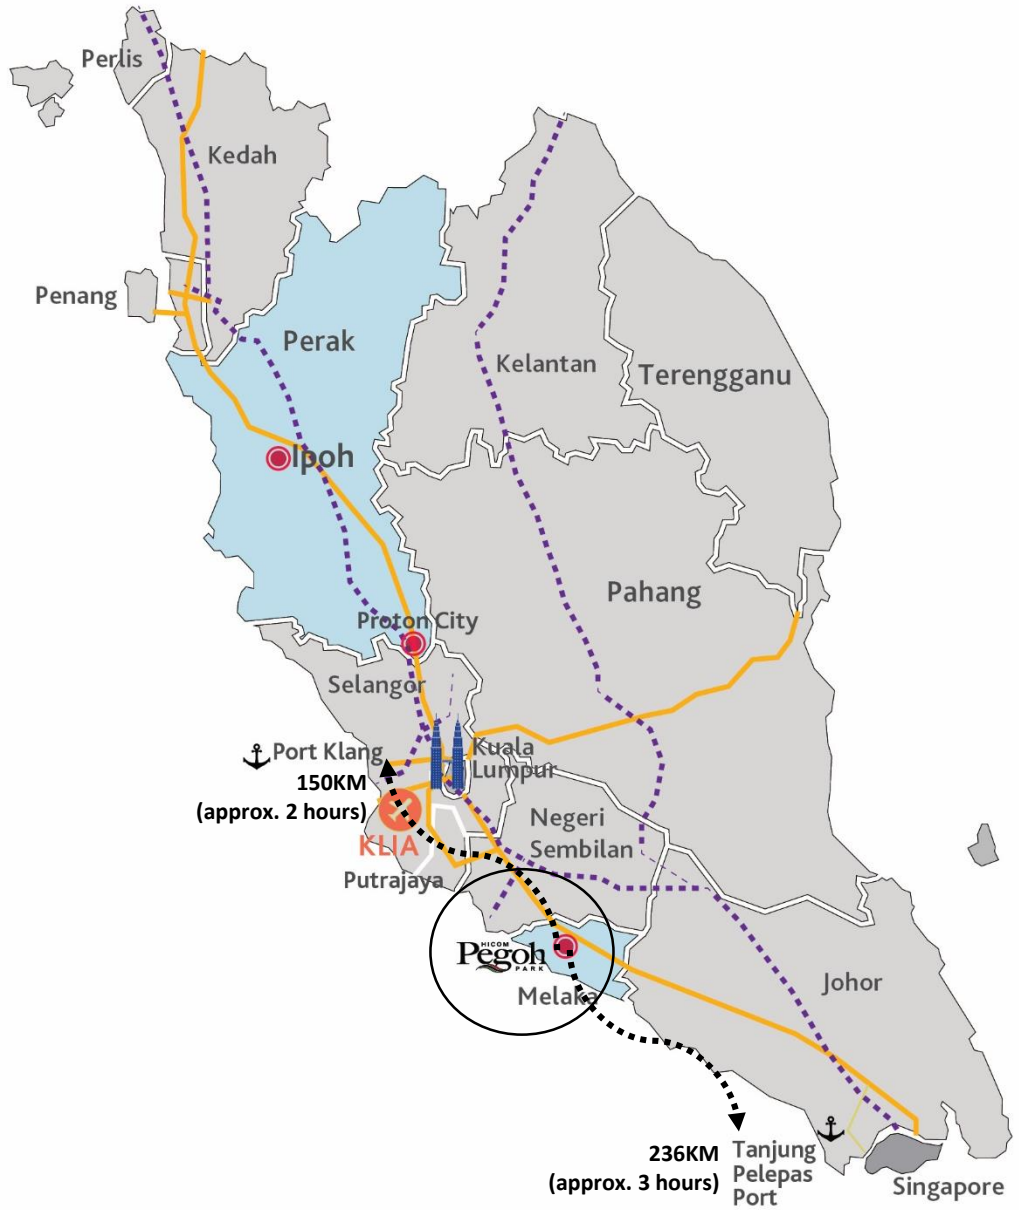 Perlis
Kedah
Penang
Perak
Kelantan
Terengganu
Ipoh
Pahang
Proton City
Selangor
Port Klang
150KM
(approx. 2 hours)
Kuala
Lumpur
KLIA
Putrajaya
Negeri
Sembilan
HICOM
Pegoh
PARK
Melaka
Johor
236KM
(approx. 3 hours)
Tanjung
Pelepas
Port
Singapore